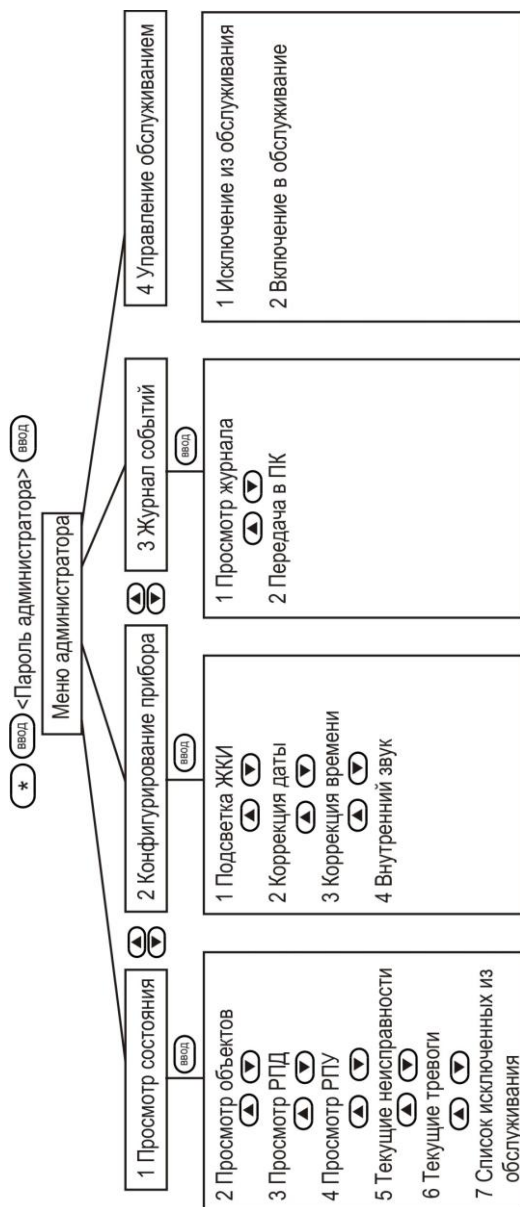 * ВВОД <Пароль администратора> ВВОД
Меню администратора
1 Просмотр состояния
ВВОД
2 Просмотр объектов
3 Просмотр РПД
4 Просмотр РПУ
5 Текущие неисправности
6 Текущие тревоги
7 Список исключенных из
обслуживания
2 Конфигурирование прибора
ВВОД
1 Подсветка ЖКИ
2 Коррекция даты
3 Коррекция времени
4 Внутренний звук
3 Журнал событий
ВВОД
1 Просмотр журнала
2 Передача в ПК
4 Управление обслуживанием
1 Исключение из обслуживания
2 Включение в обслуживание